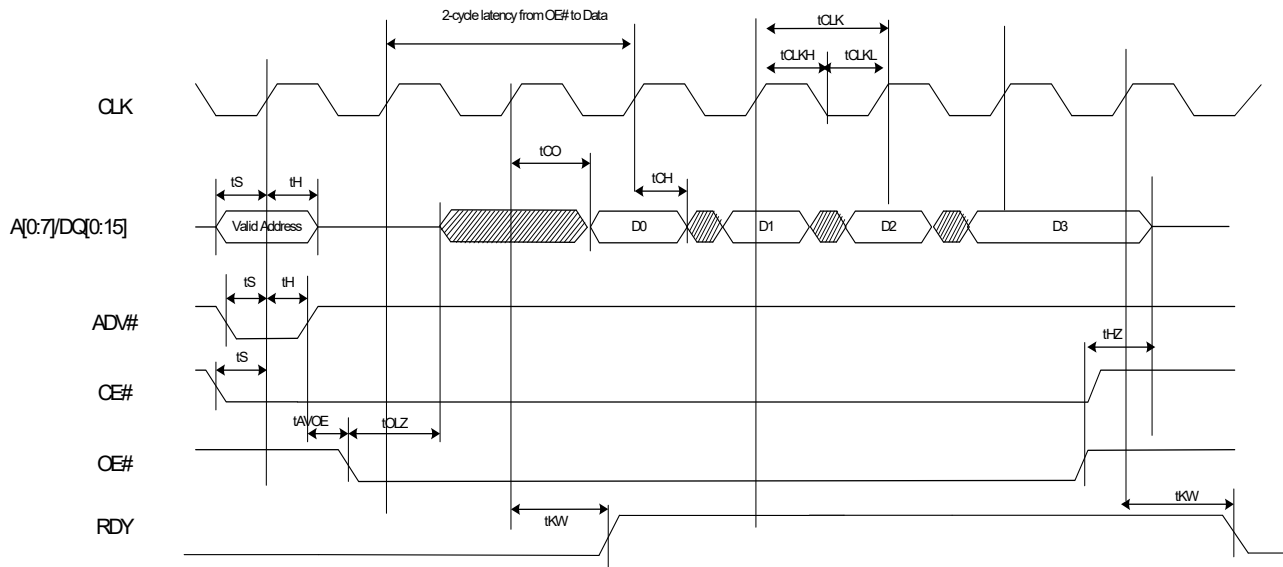 2-cycle latency from OE# to Data
tCLK
tCLKH
tCLKL
CLK
tCO
tS
tH
tCH
A[0:7]/DQ[0:15]
Valid Address
D0
D1
D2
D3
tS
tH
ADV#
tHZ
tS
CE#
tAVOE
tOLZ
OE#
tKW
tKW
RDY